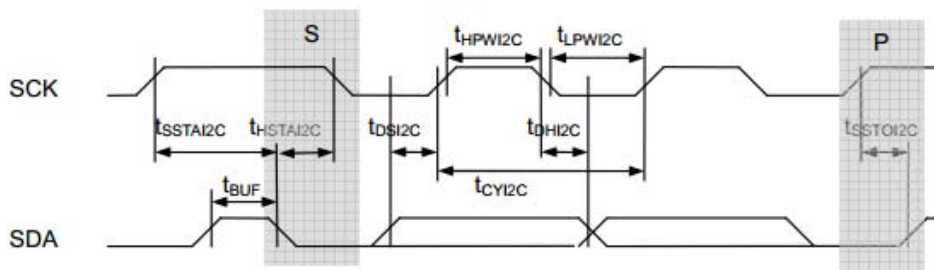 S
P
tHPWI2C
tLPWI2C
SCK
tSSTAI2C
tHSTAI2C
tDSI2C
tDHI2C
tSSTOI2C
tCYI2C
tBUF
SDA